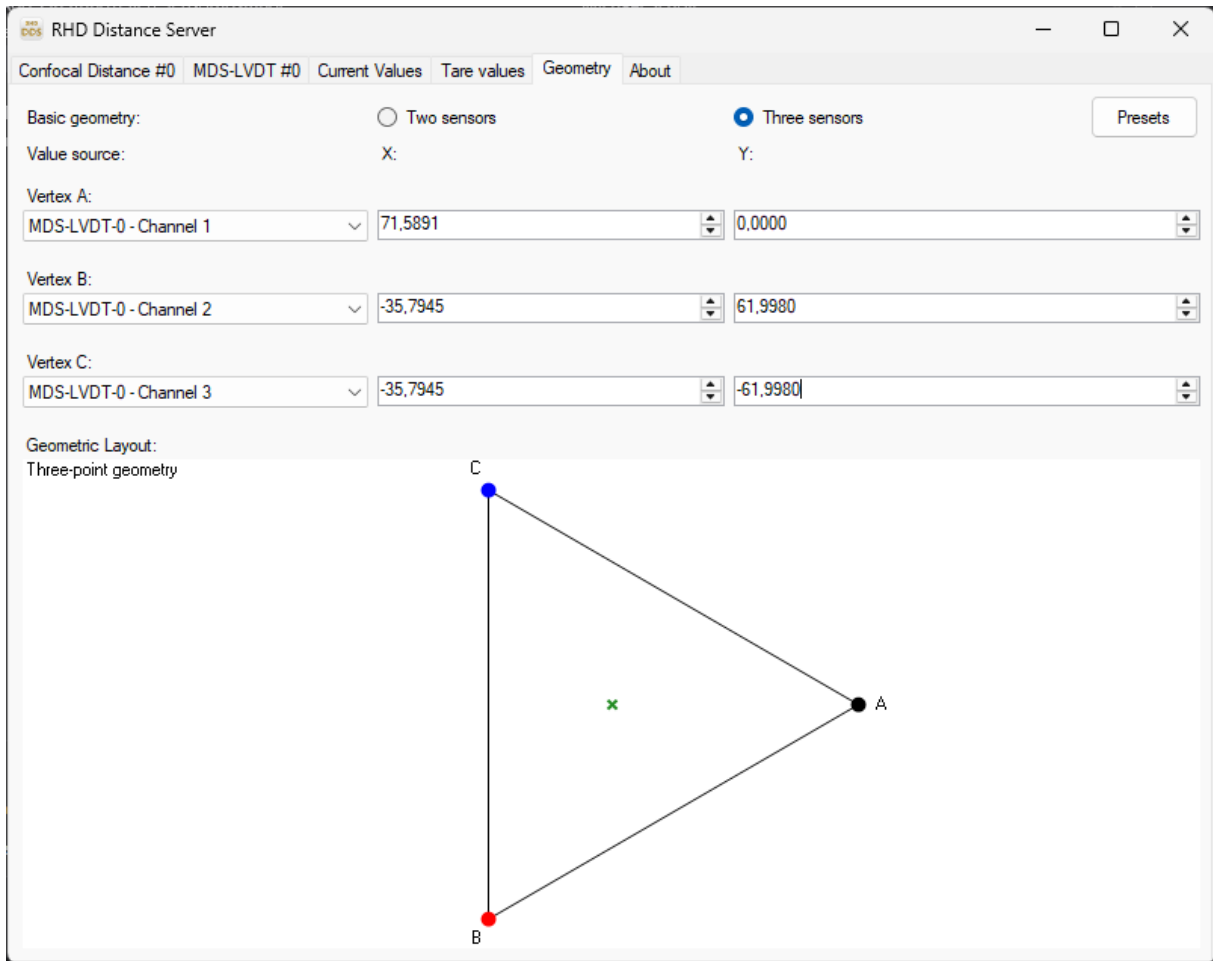 RHD DDS RHD Distance Server
Confocal Distance #0 MDS-LVDT #0 Current Values Tare values Geometry About
Basic geometry: Two sensors Three sensors Presets
Value source: X: Y:
Vertex A:
MDS-LVDT-0 - Channel 1 71,5891 0,0000
Vertex B:
MDS-LVDT-0 - Channel 2 -35,7945 61,9980
Vertex C:
MDS-LVDT-0 - Channel 3 -35,7945 -61,9980
Geometric Layout:
Three-point geometry
C
A
B